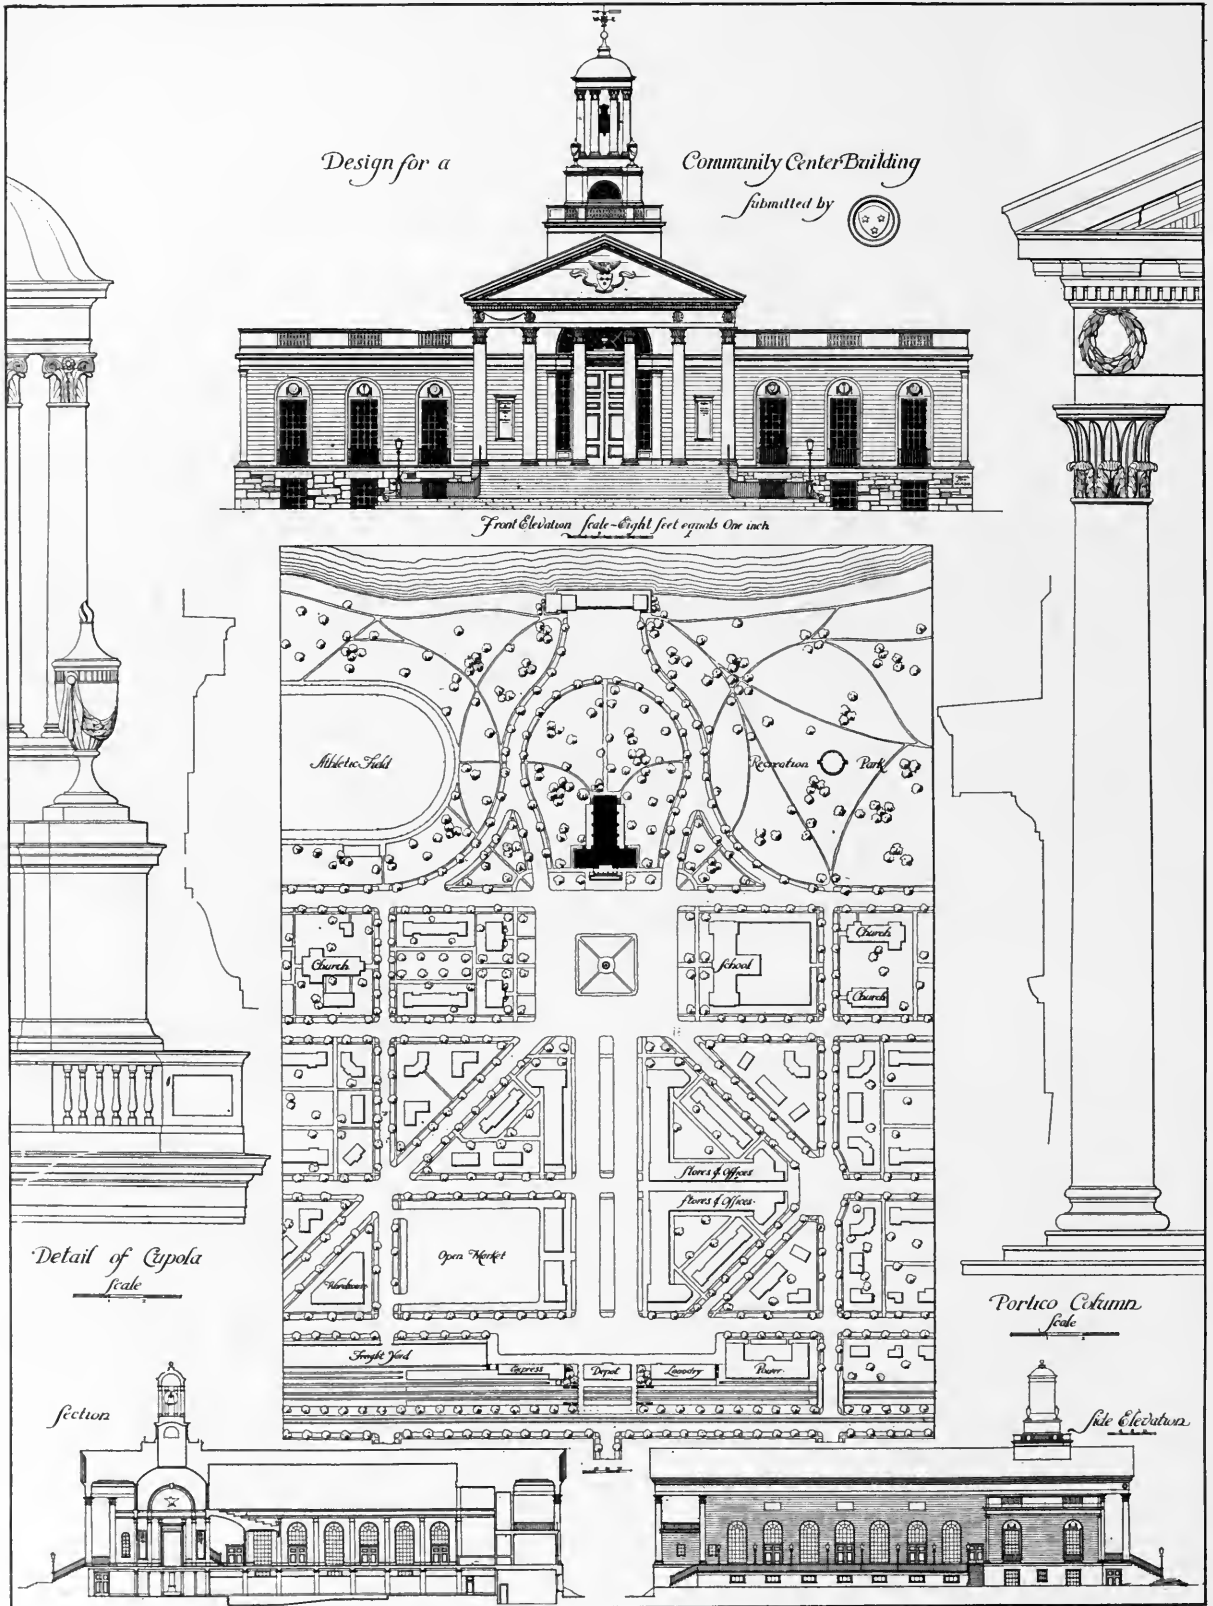 Design for a Community Center Building
submitted by
Front Elevation Scale - Eight feet equals One inch
Athletic Field
Recreation Park
Church
School
Church
Church
Stores & Offices
Stores & Offices
Open Market
Detail of Cupola
Scale
Portico Column
Scale
Freight Yard
Express
Depot
Laundry
Power
Section
Side Elevation